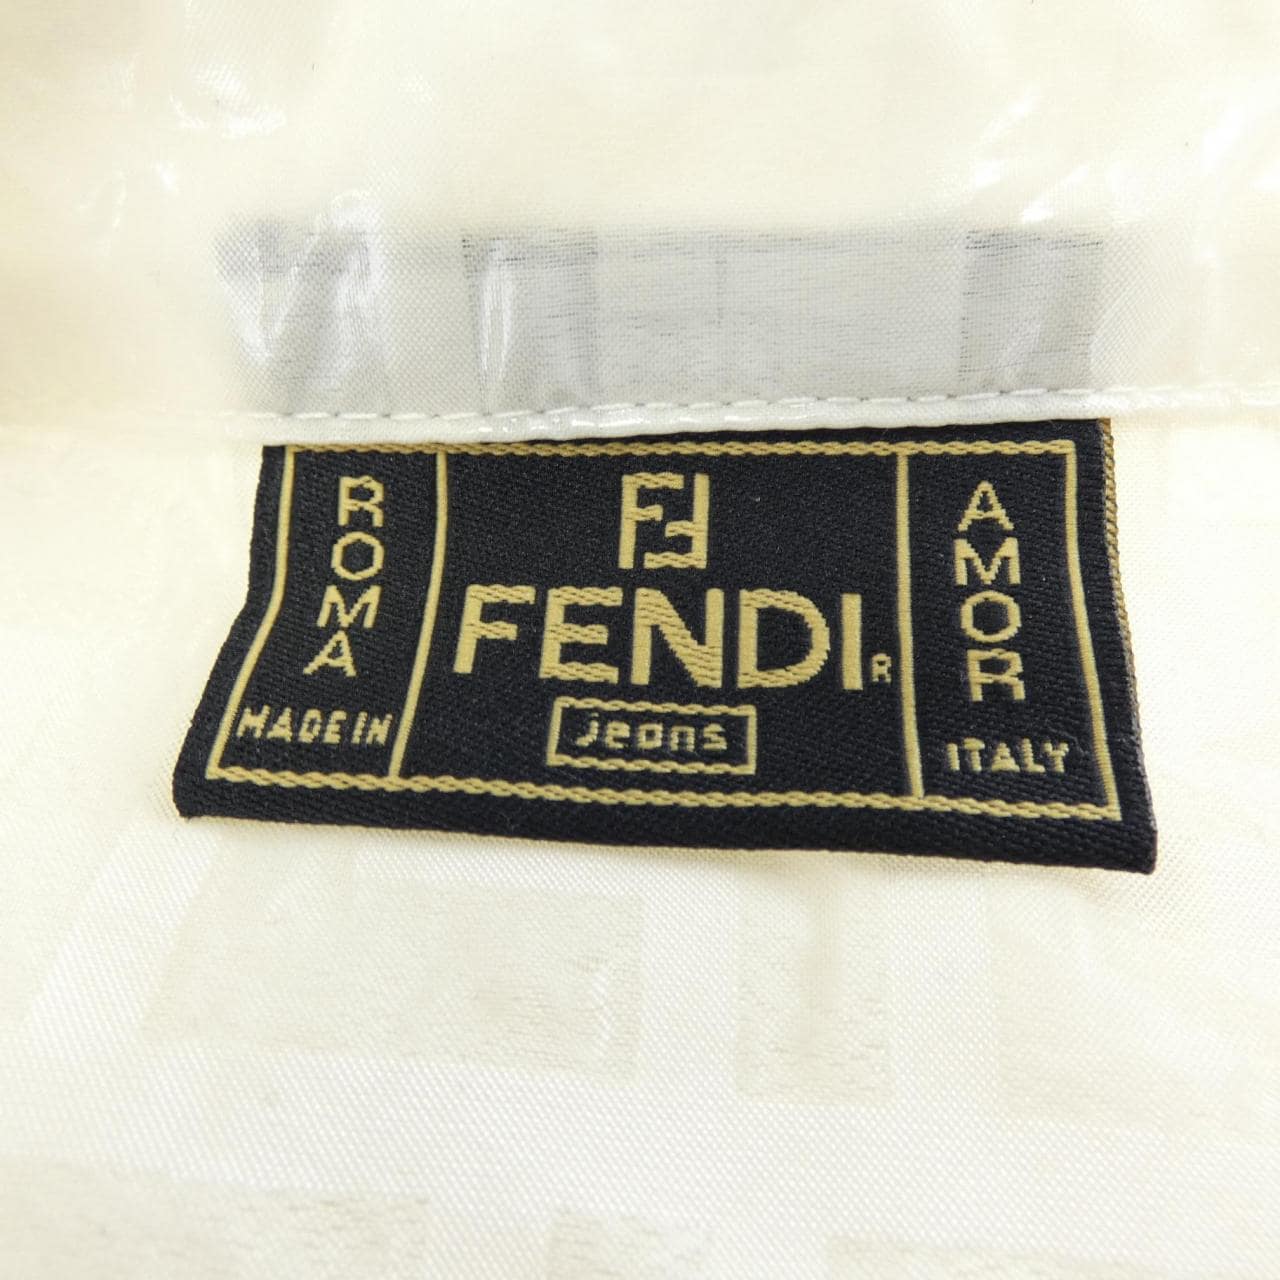 ROMA
MADE IN
FF
FENDI R
jeans
AMOR
ITALY